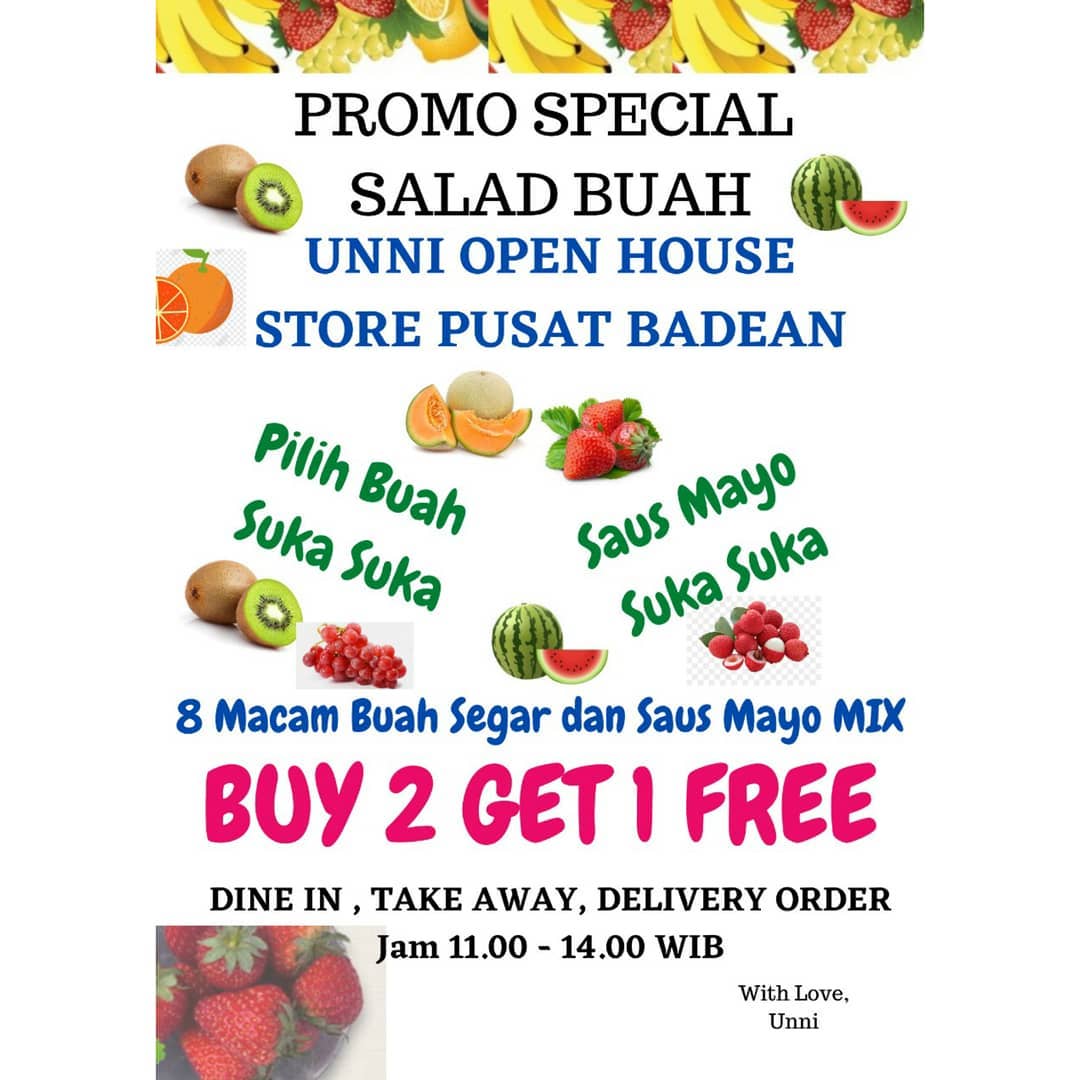 PROMO SPECIAL
SALAD BUAH
UNNI OPEN HOUSE
STORE PUSAT BADEAN
Pilih Buah
Suka Suka
Saus Mayo
Suka Suka
8 Macam Buah Segar dan Saus Mayo MIX
BUY 2 GET 1 FREE
DINE IN , TAKE AWAY, DELIVERY ORDER
Jam 11.00 - 14.00 WIB
With Love,
Unni